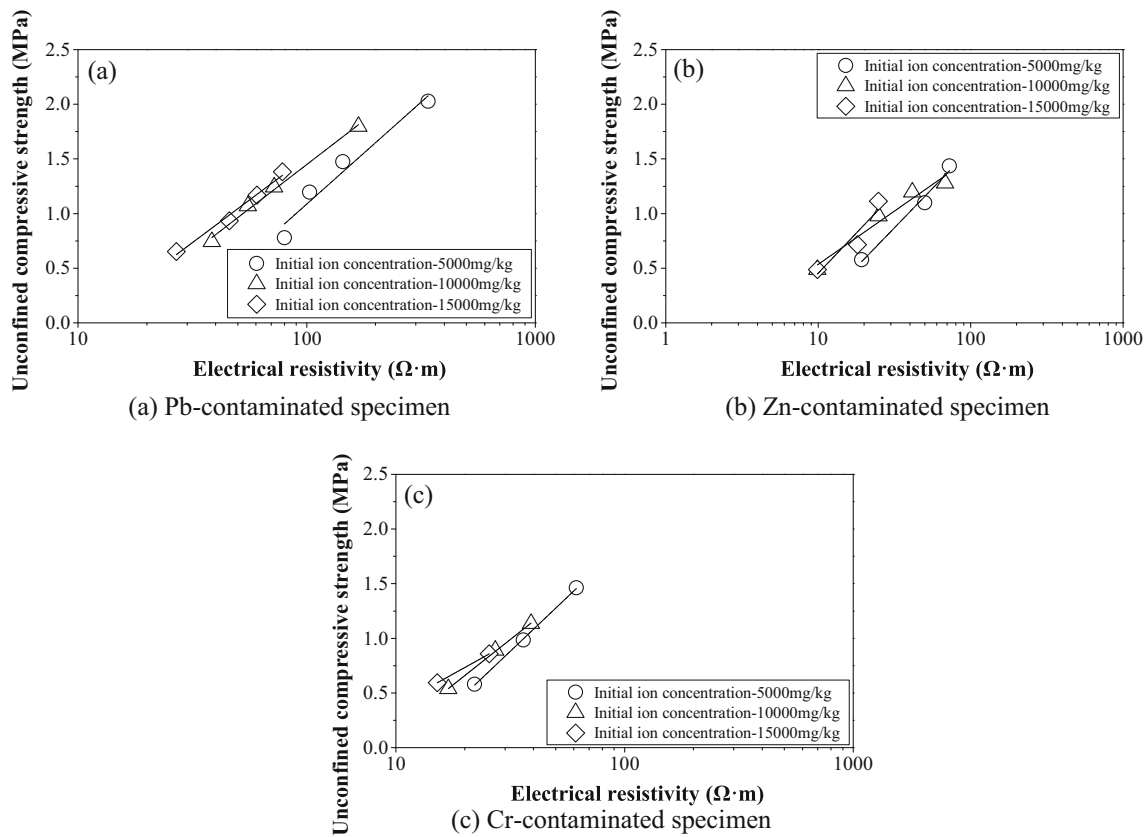 2.5
2.0
1.5
1.0
0.5
0.0
Unconfined compressive strength (MPa)
(a)
Initial ion concentration-5000mg/kg
Initial ion concentration-10000mg/kg
Initial ion concentration-15000mg/kg
10 100 1000
Electrical resistivity (Ω·m)
(a) Pb-contaminated specimen
2.5
2.0
1.5
1.0
0.5
0.0
Unconfined compressive strength (MPa)
(b)
Initial ion concentration-5000mg/kg
Initial ion concentration-10000mg/kg
Initial ion concentration-15000mg/kg
1 10 100 1000
Electrical resistivity (Ω·m)
(b) Zn-contaminated specimen
2.5
2.0
1.5
1.0
0.5
0.0
Unconfined compressive strength (MPa)
(c)
Initial ion concentration-5000mg/kg
Initial ion concentration-10000mg/kg
Initial ion concentration-15000mg/kg
10 100 1000
Electrical resistivity (Ω·m)
(c) Cr-contaminated specimen